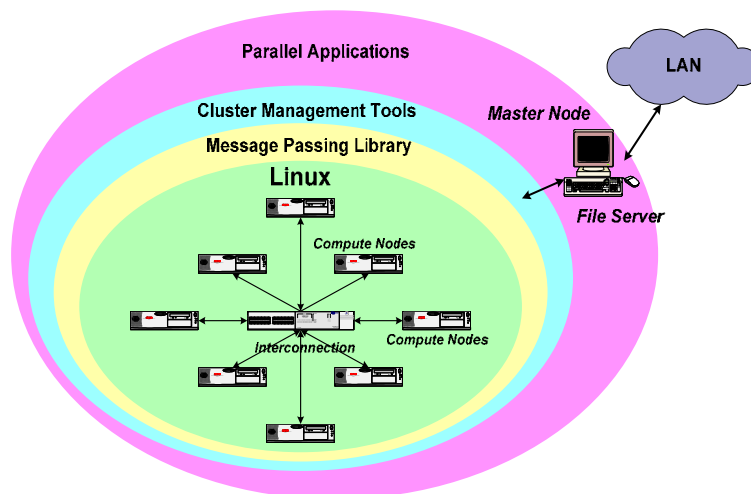 Parallel Applications
LAN
Cluster Management Tools
Master Node
Message Passing Library
Linux
File Server
Compute Nodes
interconnection
Compute Nodes